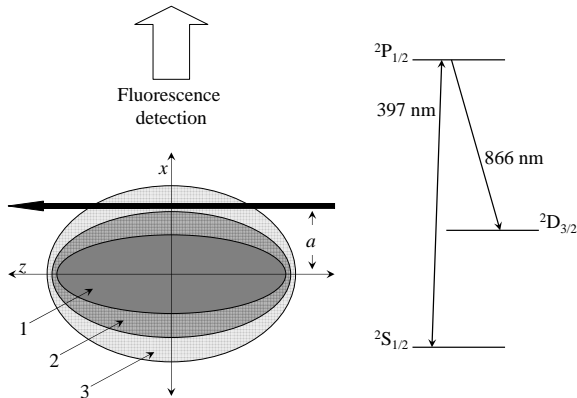 Fluorescence
detection
x
a
z
1
2
3
²P₁/₂
397 nm
866 nm
²D₃/₂
²S₁/₂